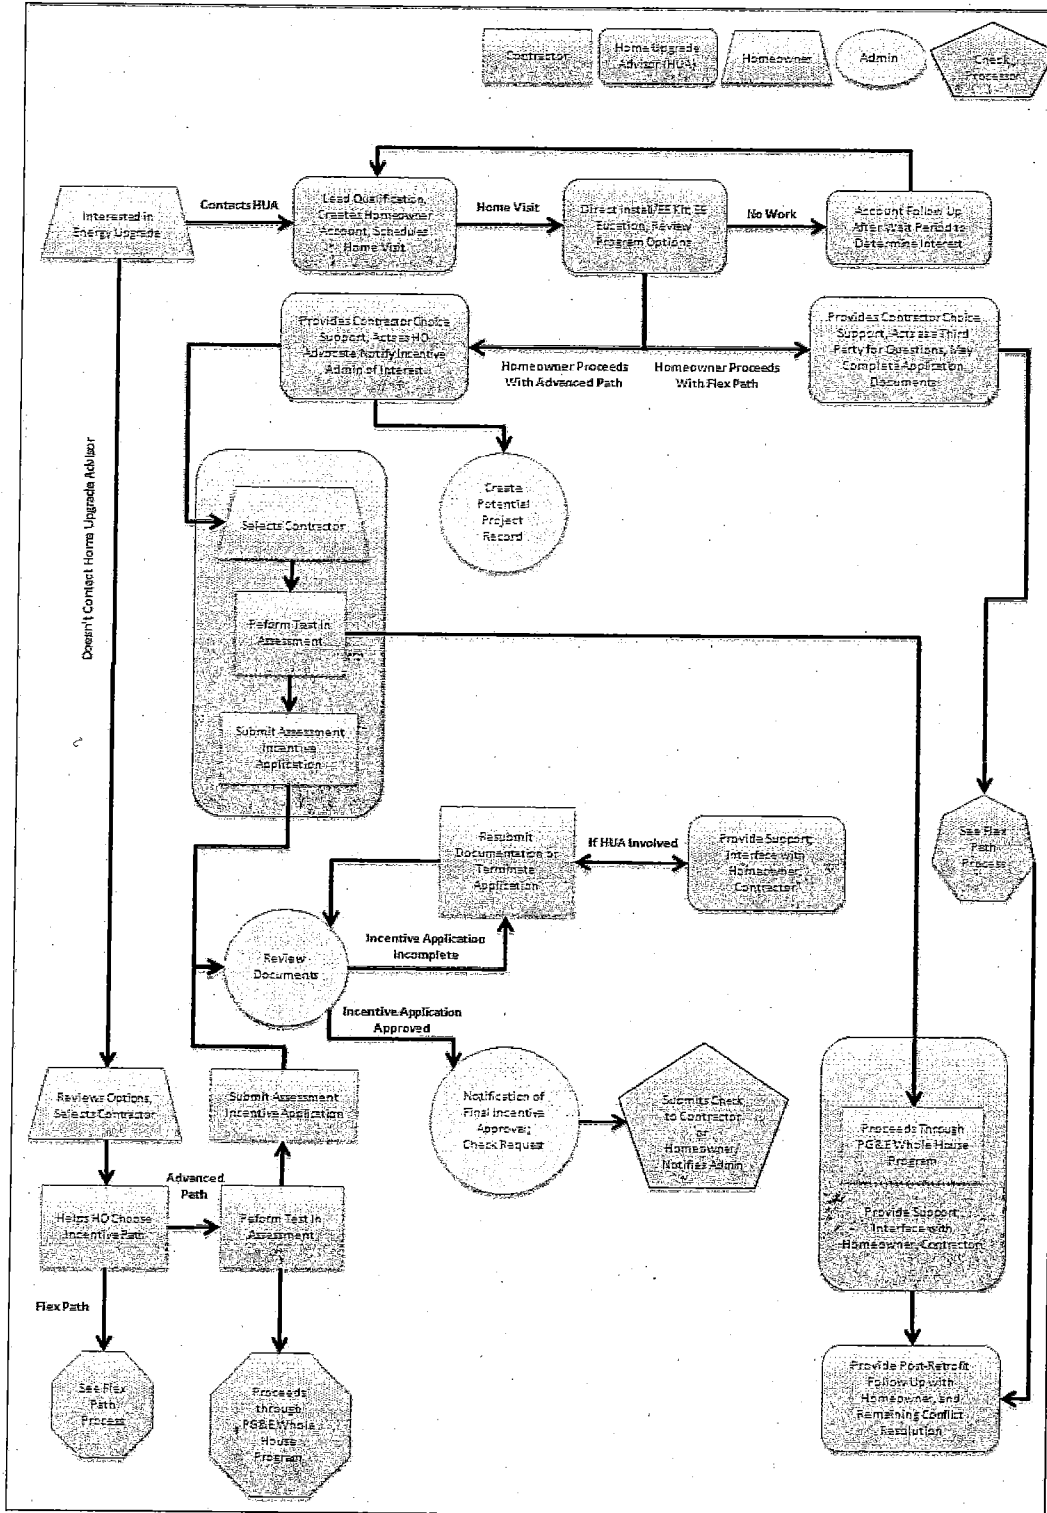 Contractor
Home Upgrade
Advisor (HUA)
Homeowner
Admin
Check
Processor
Interested in
Energy Upgrade
Contacts HUA
Lead Qualification,
Creates Homeowner
Account, Schedules
Home Visit
Home Visit
Direct Install/EE Kit, EE
Eucation, Review
Program Options
No Work
Account Follow Up
After Wait Period to
Determine Interest
Provides Contractor Choice
Support, Acts as HO
Advocate Notify Incentive
Admin of Interest
Homeowner Proceeds
With Advanced Path
Homeowner Proceeds
With Flex Path
Provides Contractor Choice
Support, Acts as Third
Party for Questions, May
Complete Application
Documents
Doesn't Contact Home Upgrade Advisor
Selects Contractor
Create
Potential
Project
Record
Peform Test In
Assessment
Submit Assessment
Incentive
Application
Resubmit
Documentation or
Terminate
Application
If HUA Involved
Provide Support,
Interface with
Homeowner,
Contractor
See Flex
Path
Process
Review
Documents
Incentive Application
Incomplete
Incentive Application
Approved
Reviews Options,
Selects Contractor
Submit Assessment
Incentive Application
Notification of
Final Incentive
Approval;
Check Request
Submits Check
to Contractor
or
Homeowner,
Notifies Admin
Proceeds Through
PG&E Whole House
Program
Provide Support,
Interface with
Homeowner, Contractor
Advanced
Path
Helps HO Choose
Incentive Path
Peform Test In
Assessment
Flex Path
See Flex
Path
Process
Proceeds
through
PG&E Whole
House
Program
Provide Post-Retrofit
Follow Up with
Homeowner, and
Remaining Conflict
Resolution